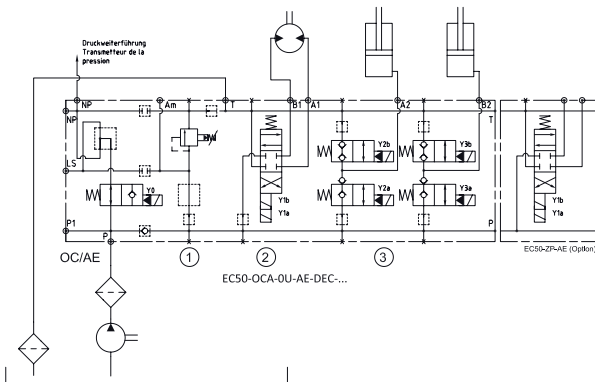 Druckweiterführung
Transmetteur de la
pression
NP
Am
T
B1
A1
A2
B2
NP
T
LS
Y0
Y2b
Y3b
Y2a
Y3a
Y1b
Y1a
Y1b
Y1a
P1
P
P
OC/AE
1
2
3
EC50-ZP-AE (Option)
EC50-OCA-0U-AE-DEC-...